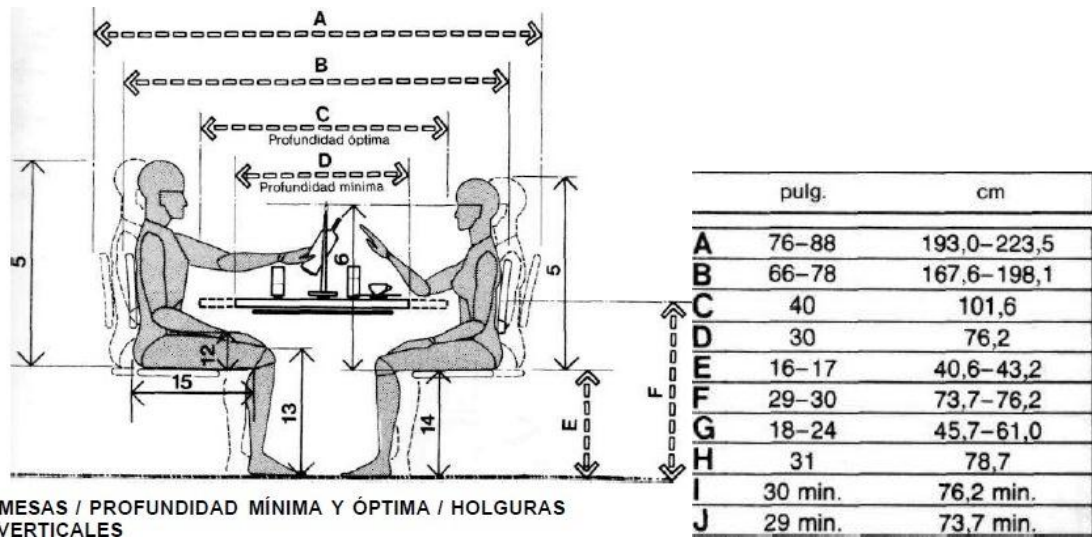 A
B
C
Profundidad óptima
D
Profundidad mínima
5
6
5
12
15
13
14
E
F
MESAS / PROFUNDIDAD MÍNIMA Y ÓPTIMA / HOLGURAS
VERTICALES
pulg. cm
A 76–88 193,0–223,5
B 66–78 167,6–198,1
C 40 101,6
D 30 76,2
E 16–17 40,6–43,2
F 29–30 73,7–76,2
G 18–24 45,7–61,0
H 31 78,7
I 30 min. 76,2 min.
J 29 min. 73,7 min.